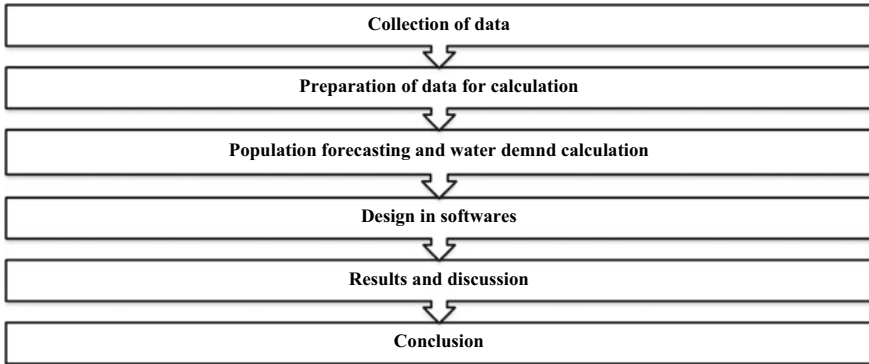 Collection of data
Preparation of data for calculation
Population forecasting and water demnd calculation
Design in softwares
Results and discussion
Conclusion